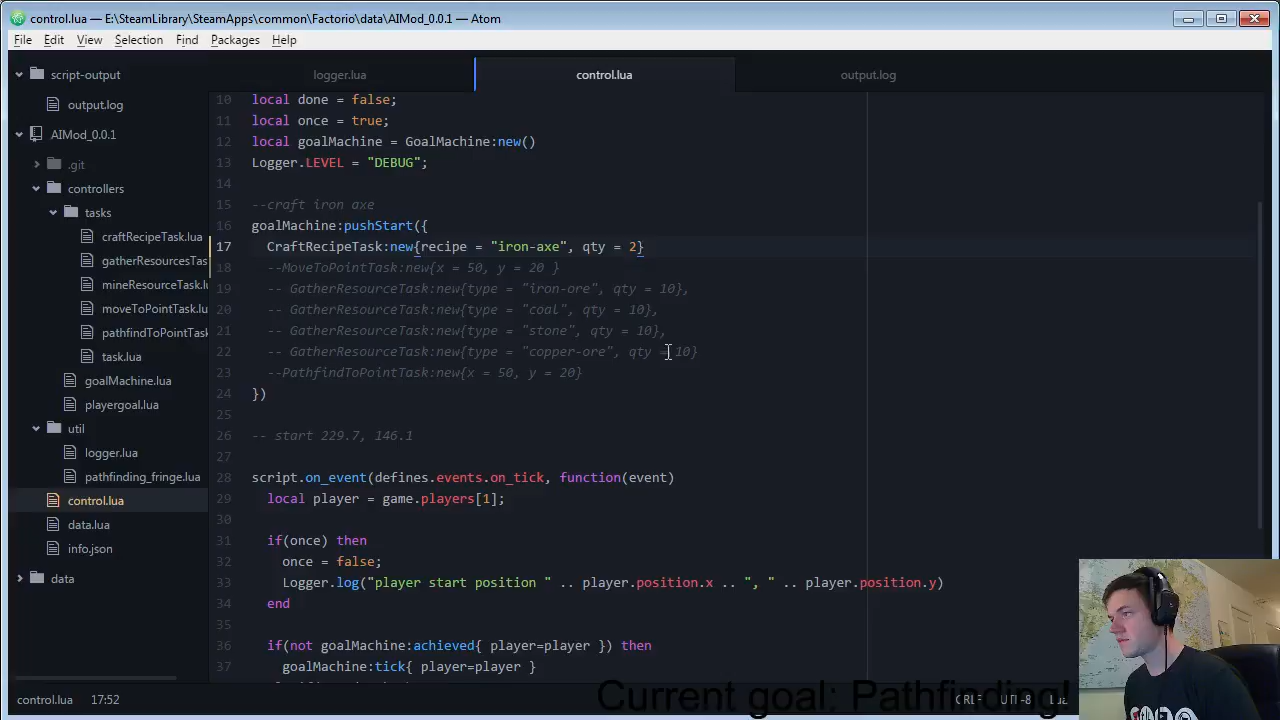 control.lua — E:\SteamLibrary\SteamApps\common\Factorio\data\AIMod_0.0.1 — Atom
File Edit View Selection Find Packages Help
script-output
output.log
AIMod_0.0.1
.git
controllers
tasks
craftRecipeTask.lua
gatherResourcesTas
mineResourceTask.lu
moveToPointTask.lu
pathfindToPointTask
task.lua
goalMachine.lua
playergoal.lua
util
logger.lua
pathfinding_fringe.lua
control.lua
data.lua
info.json
data
logger.lua control.lua output.log
10 local done = false;
11 local once = true;
12 local goalMachine = GoalMachine:new()
13 Logger.LEVEL = "DEBUG";
14
15 --craft iron axe
16 goalMachine:pushStart({
17 CraftRecipeTask:new{recipe = "iron-axe", qty = 2}
18 --MoveToPointTask:new{x = 50, y = 20 }
19 -- GatherResourceTask:new{type = "iron-ore", qty = 10},
20 -- GatherResourceTask:new{type = "coal", qty = 10},
21 -- GatherResourceTask:new{type = "stone", qty = 10},
22 -- GatherResourceTask:new{type = "copper-ore", qty = 10}
23 --PathfindToPointTask:new{x = 50, y = 20}
24 })
25
26 -- start 229.7, 146.1
27
28 script.on_event(defines.events.on_tick, function(event)
29 local player = game.players[1];
30
31 if(once) then
32 once = false;
33 Logger.log("player start position " .. player.position.x .. ", " .. player.position.y)
34 end
35
36 if(not goalMachine:achieved{ player=player }) then
37 goalMachine:tick{ player=player }
control.lua 17:52
CRLF UTF-8 Lua
Current goal: Pathfinding!